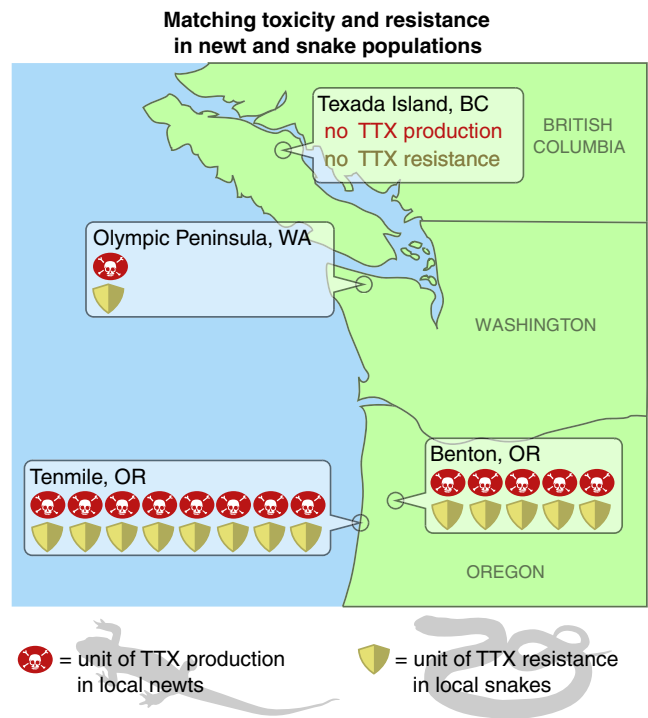 Matching toxicity and resistance
in newt and snake populations
Texada Island, BC
no TTX production
no TTX resistance
BRITISH
COLUMBIA
Olympic Peninsula, WA
WASHINGTON
Tenmile, OR
Benton, OR
OREGON
= unit of TTX production
in local newts
= unit of TTX resistance
in local snakes